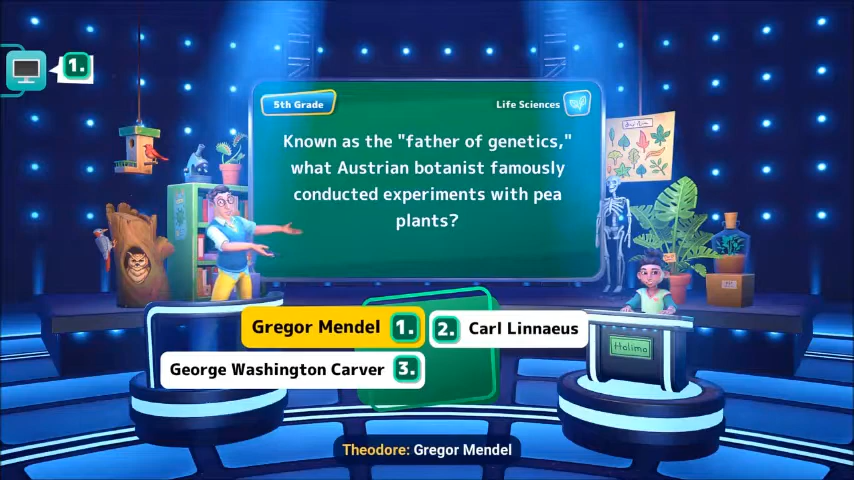 1.
5th Grade
Life Sciences
Known as the "father of genetics,"
what Austrian botanist famously
conducted experiments with pea
plants?
Gregor Mendel 1.
2. Carl Linnaeus
George Washington Carver 3.
Halima
Theodore: Gregor Mendel